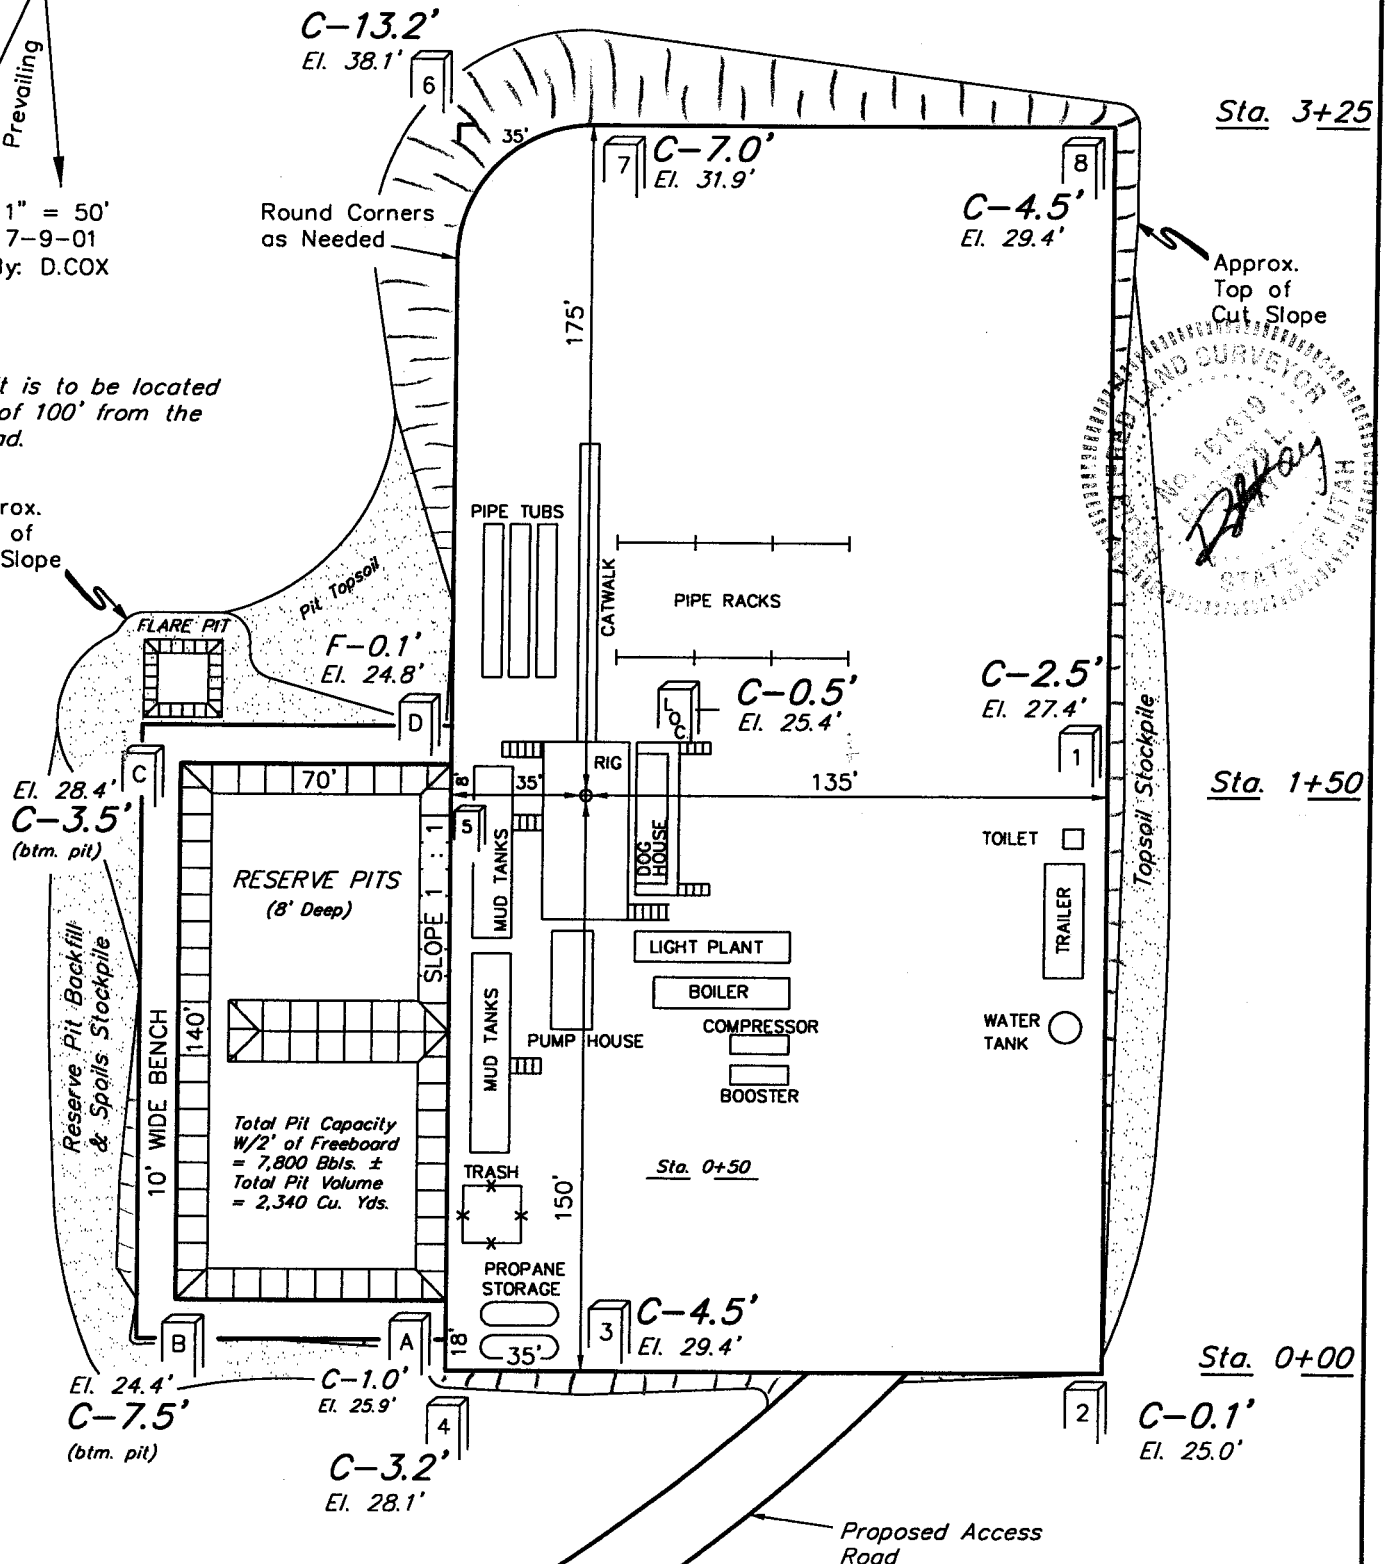 C-13.2'
El. 38.1'
6
Prevailing
35'
7
C-7.0'
El. 31.9'
8
C-4.5'
El. 29.4'
Sta. 3+25
1" = 50'
7-9-01
By: D.COX
Round Corners
as Needed
175'
Approx.
Top of
Cut Slope
LAND SURVEYOR
No. 161319
STATE OF UTAH
t is to be located
of 100' from the
ad.
rox.
of
Slope
PIPE TUBS
CATWALK
PIPE RACKS
Pit Topsoil
FLARE PIT
F-0.1'
El. 24.8'
D
L
O
C.
C-0.5'
El. 25.4'
C-2.5'
El. 27.4'
1
Topsoil Stockpile
Sta. 1+50
C
El. 28.4'
C-3.5'
(btm. pit)
70'
8'
35'
RIG
135'
5
MUD TANKS
DOG
HOUSE
TOILET
TRAILER
RESERVE PITS
(8' Deep)
SLOPE 1 : 1
LIGHT PLANT
BOILER
COMPRESSOR
BOOSTER
WATER
TANK
PUMP HOUSE
MUD TANKS
140'
10' WIDE BENCH
Reserve Pit Backfill
& Spoils Stockpile
Total Pit Capacity
W/2' of Freeboard
= 7,800 Bbls. ±
Total Pit Volume
= 2,340 Cu. Yds.
TRASH
150'
Sta. 0+50
PROPANE
STORAGE
35'
18'
3
C-4.5'
El. 29.4'
Sta. 0+00
B
A
El. 24.4'
C-7.5'
(btm. pit)
C-1.0'
El. 25.9'
4
C-3.2'
El. 28.1'
2
C-0.1'
El. 25.0'
Proposed Access
Road